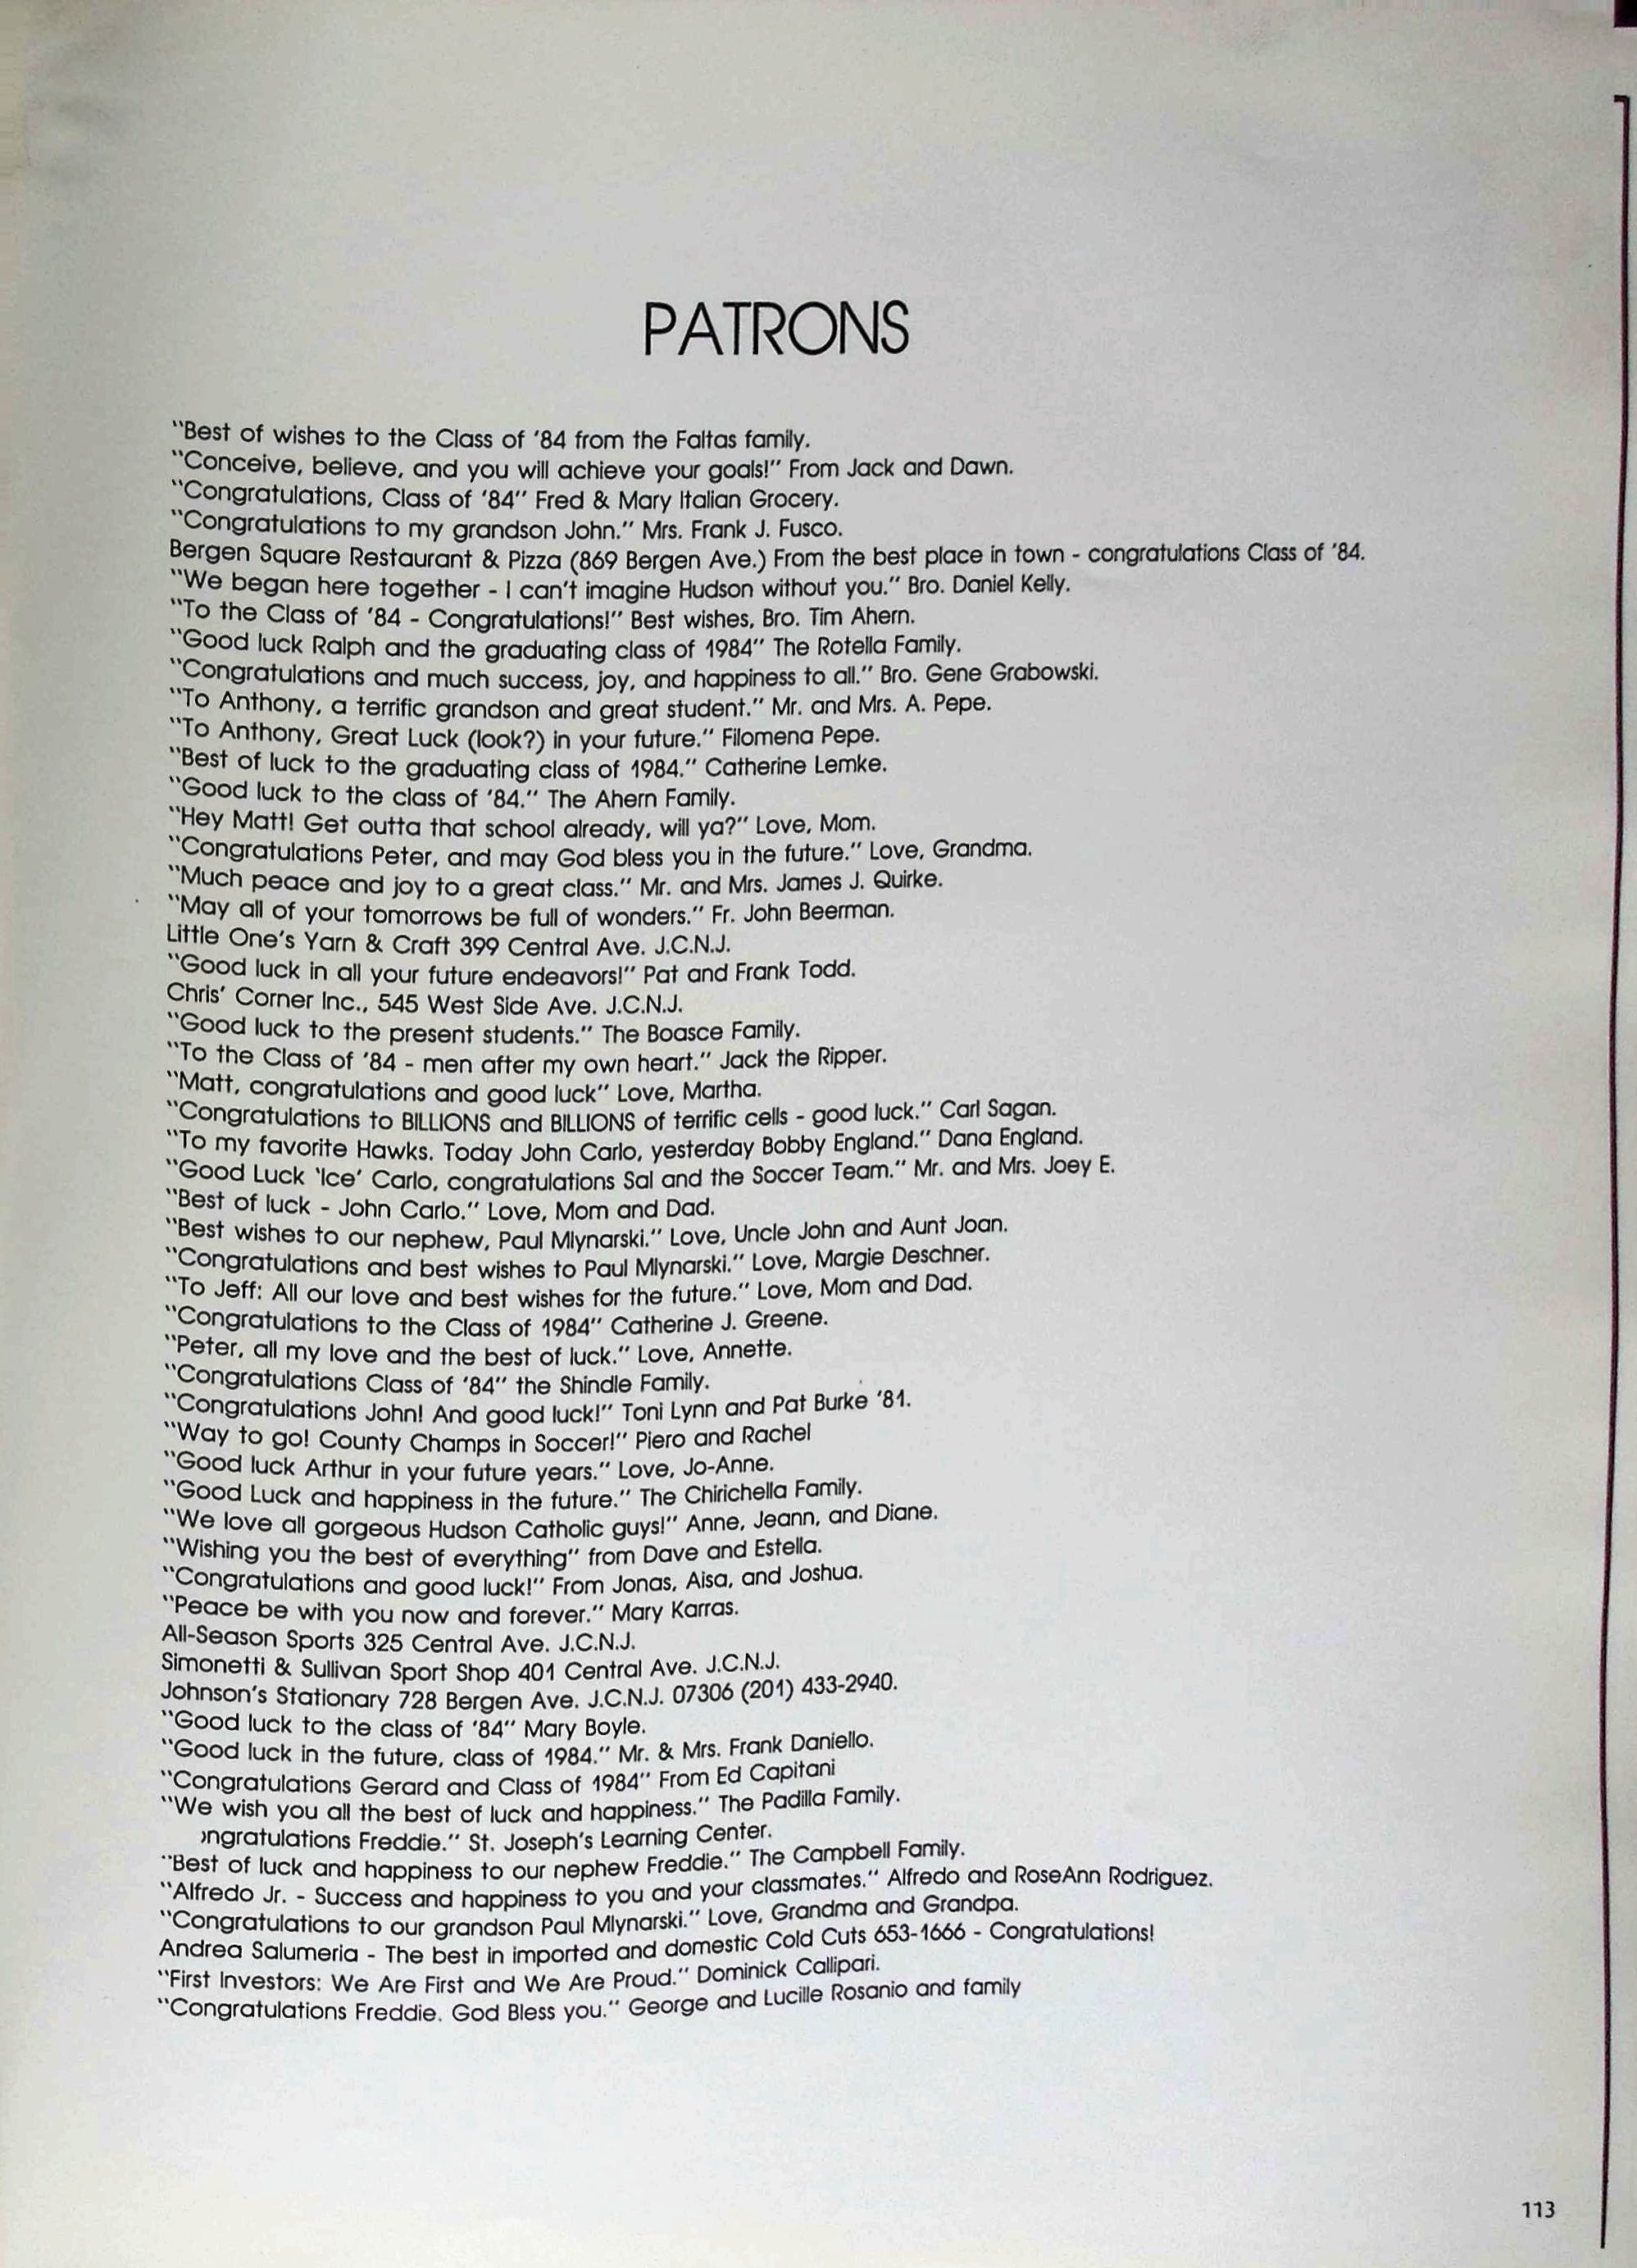 PATRONS
"Best of wishes to the Class of '84 from the Faltas family.
"Conceive, believe, and you will achieve your goals!" From Jack and Dawn.
"Congratulations, Class of '84" Fred & Mary Italian Grocery.
"Congratulations to my grandson John." Mrs. Frank J. Fusco.
Bergen Square Restaurant & Pizza (869 Bergen Ave.) From the best place in town - congratulations Class of '84.
"We began here together - I can't imagine Hudson without you." Bro. Daniel Kelly.
"To the Class of '84 - Congratulations!" Best wishes, Bro. Tim Ahern.
"Good luck Ralph and the graduating class of 1984" The Rotella Family.
"Congratulations and much success, joy, and happiness to all." Bro. Gene Grabowski.
"To Anthony, a terrific grandson and great student." Mr. and Mrs. A. Pepe.
"To Anthony, Great Luck (look?) in your future." Filomena Pepe.
"Best of luck to the graduating class of 1984." Catherine Lemke.
"Good luck to the class of '84." The Ahern Family.
"Hey Matt! Get outta that school already, will ya?" Love, Mom.
"Congratulations Peter, and may God bless you in the future." Love, Grandma.
"Much peace and joy to a great class." Mr. and Mrs. James J. Quirke.
"May all of your tomorrows be full of wonders." Fr. John Beerman.
Little One's Yarn & Craft 399 Central Ave. J.C.N.J.
"Good luck in all your future endeavors!" Pat and Frank Todd.
Chris' Corner Inc., 545 West Side Ave. J.C.N.J.
"Good luck to the present students." The Boasce Family.
"To the Class of '84 - men after my own heart." Jack the Ripper.
"Matt, congratulations and good luck" Love, Martha.
"Congratulations to BILLIONS and BILLIONS of terrific cells - good luck." Carl Sagan.
"To my favorite Hawks. Today John Carlo, yesterday Bobby England." Dana England.
"Good Luck 'Ice' Carlo, congratulations Sal and the Soccer Team." Mr. and Mrs. Joey E.
"Best of luck - John Carlo." Love, Mom and Dad.
"Best wishes to our nephew, Paul Mlynarski." Love, Uncle John and Aunt Joan.
"Congratulations and best wishes to Paul Mlynarski." Love, Margie Deschner.
"To Jeff: All our love and best wishes for the future." Love, Mom and Dad.
"Congratulations to the Class of 1984" Catherine J. Greene.
"Peter, all my love and the best of luck." Love, Annette.
"Congratulations Class of '84" the Shindle Family.
"Congratulations John! And good luck!" Toni Lynn and Pat Burke '81.
"Way to go! County Champs in Soccer!" Piero and Rachel
"Good luck Arthur in your future years." Love, Jo-Anne.
"Good Luck and happiness in the future." The Chirichella Family.
"We love all gorgeous Hudson Catholic guys!" Anne, Jeann, and Diane.
"Wishing you the best of everything" from Dave and Estella.
"Congratulations and good luck!" From Jonas, Aisa, and Joshua.
"Peace be with you now and forever." Mary Karras.
All-Season Sports 325 Central Ave. J.C.N.J.
Simonetti & Sullivan Sport Shop 401 Central Ave. J.C.N.J.
Johnson's Stationary 728 Bergen Ave. J.C.N.J. 07306 (201) 433-2940.
"Good luck to the class of '84" Mary Boyle.
"Good luck in the future, class of 1984." Mr. & Mrs. Frank Daniello.
"Congratulations Gerard and Class of 1984" From Ed Capitani
"We wish you all the best of luck and happiness." The Padilla Family.
ongratulations Freddie." St. Joseph's Learning Center.
"Best of luck and happiness to our nephew Freddie." The Campbell Family.
"Alfredo Jr. - Success and happiness to you and your classmates." Alfredo and RoseAnn Rodriguez.
"Congratulations to our grandson Paul Mlynarski." Love, Grandma and Grandpa.
Andrea Salumeria - The best in imported and domestic Cold Cuts 653-1666 - Congratulations!
"First Investors: We Are First and We Are Proud." Dominick Callipari.
"Congratulations Freddie. God Bless you." George and Lucille Rosanio and family
113